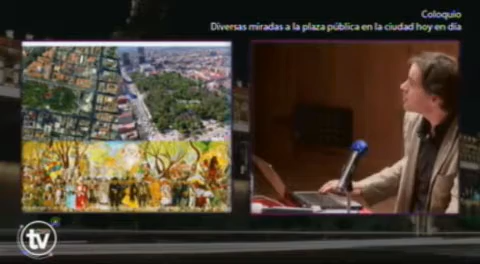 Coloquio
Diversas miradas a la plaza pública en la ciudad hoy en día
tv